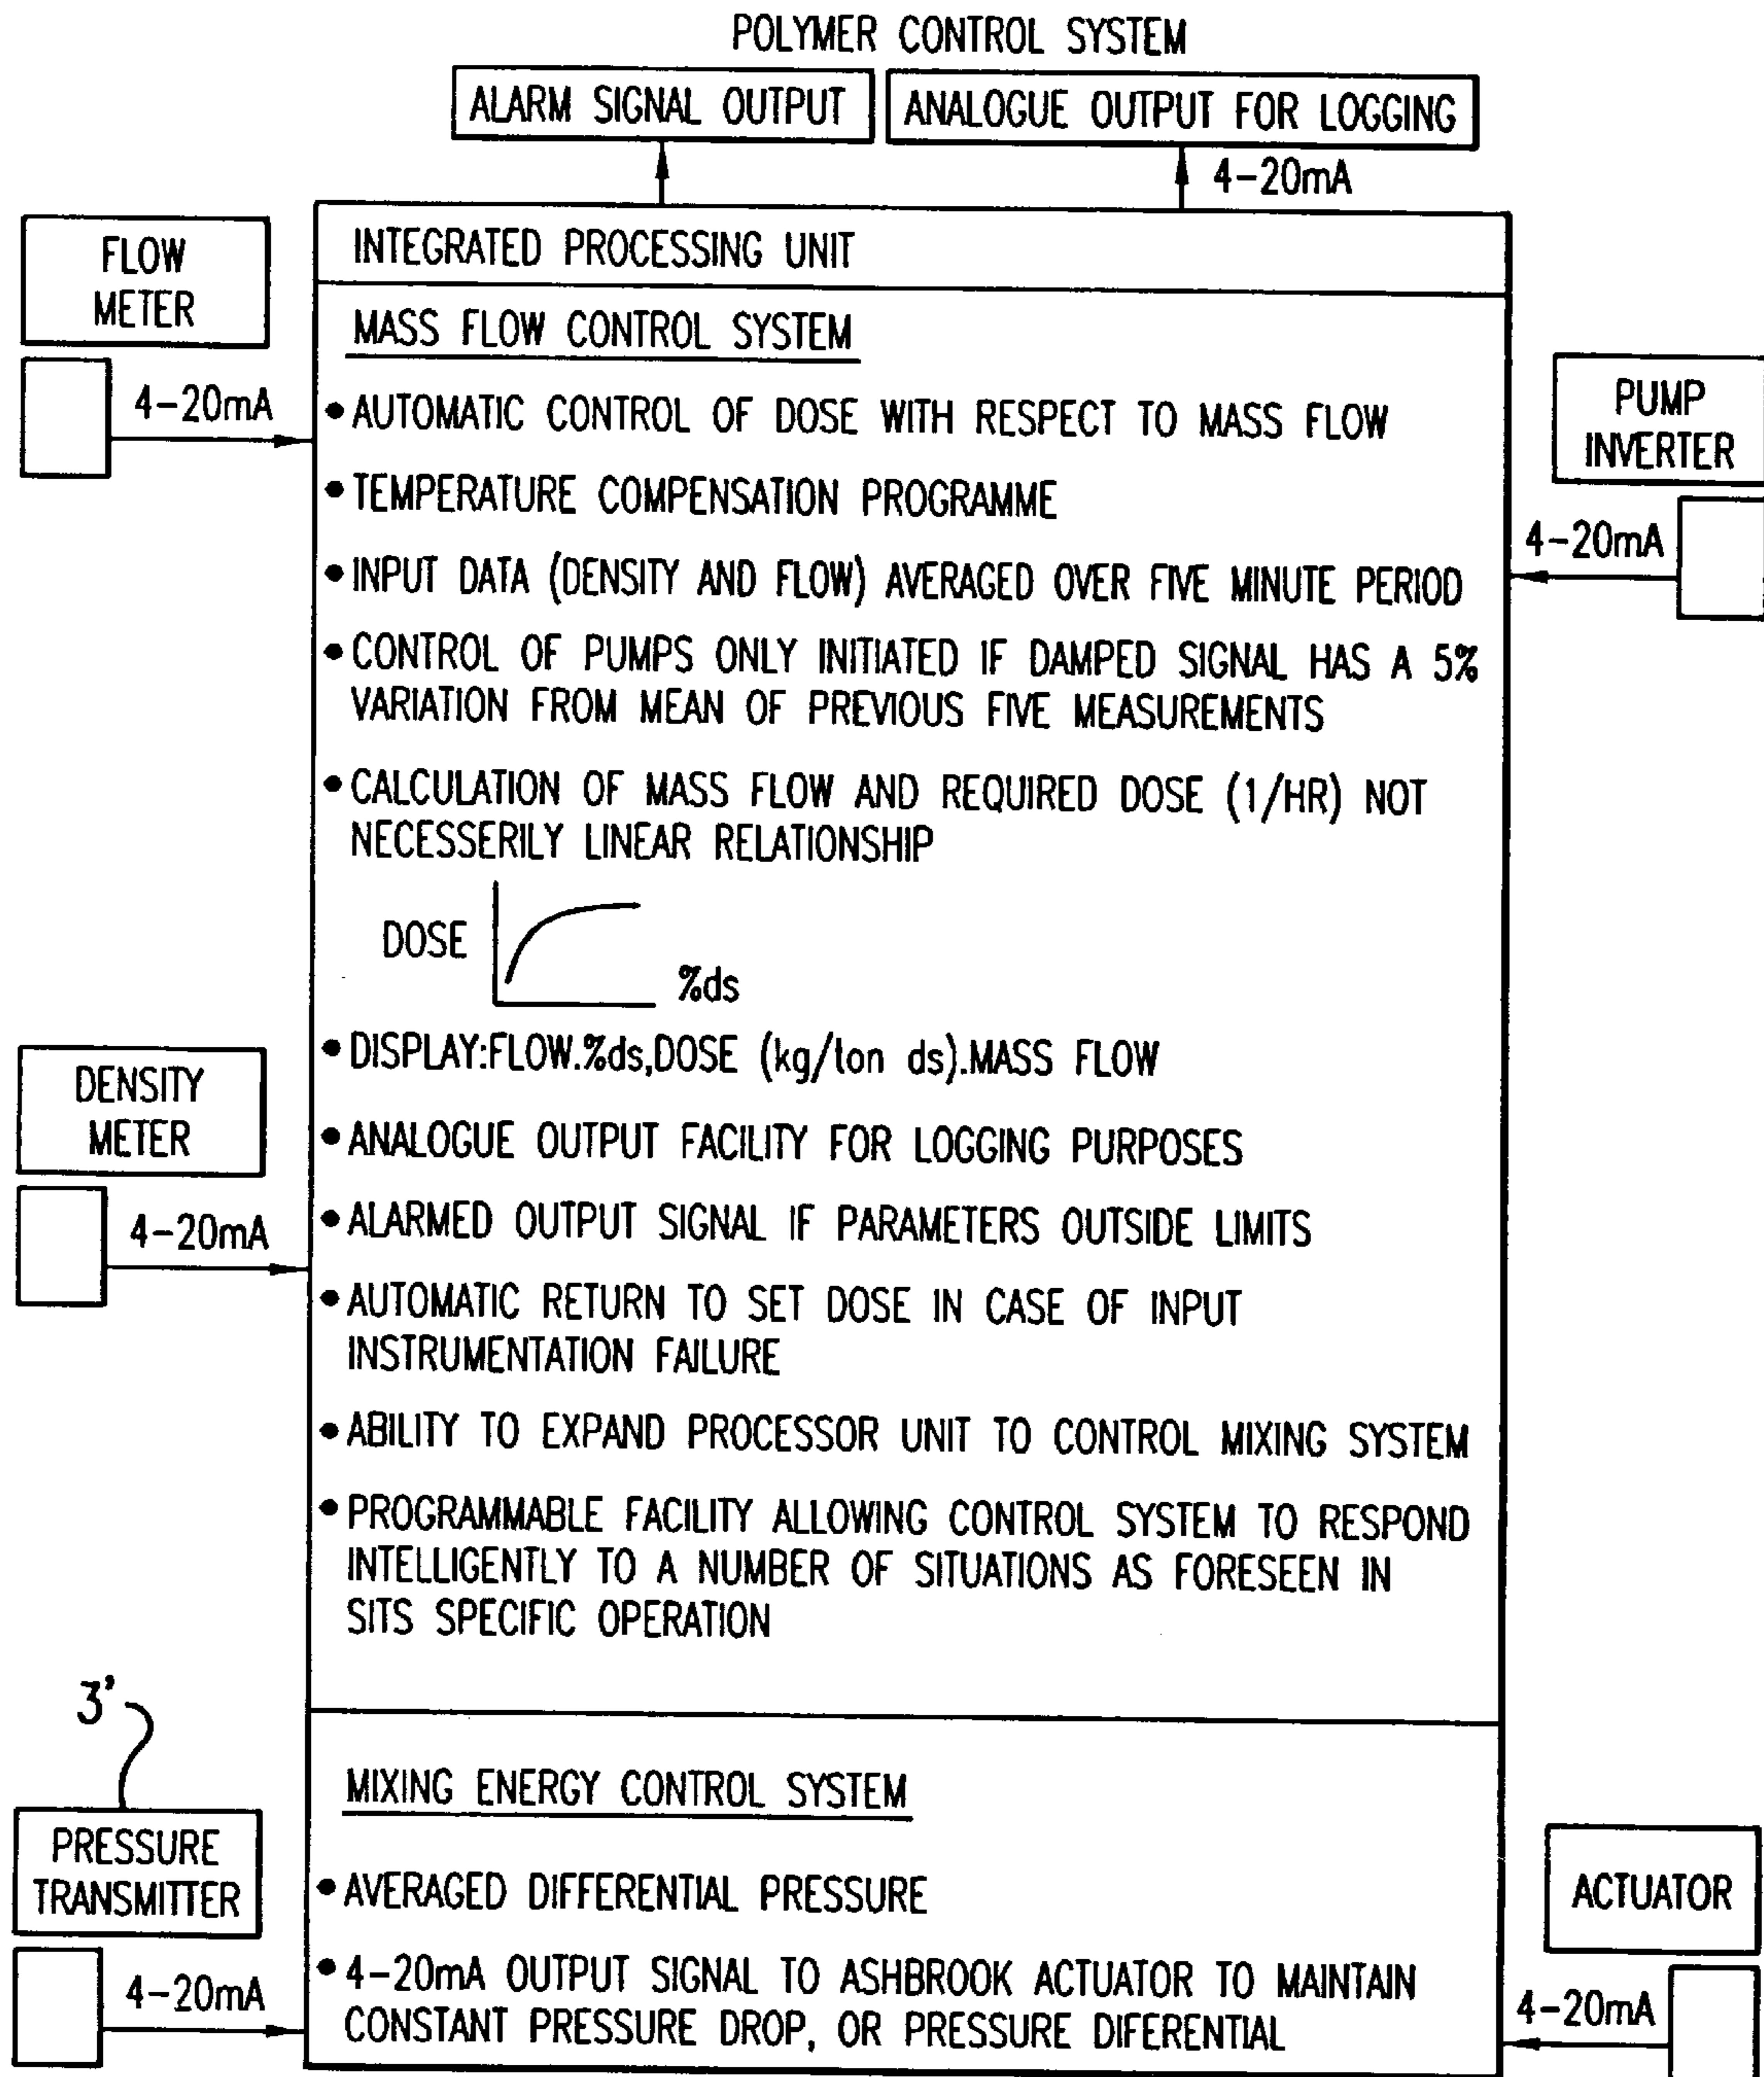 POLYMER CONTROL SYSTEM
ALARM SIGNAL OUTPUT
ANALOGUE OUTPUT FOR LOGGING
4-20mA
FLOW
METER
4-20mA
INTEGRATED PROCESSING UNIT
MASS FLOW CONTROL SYSTEM
• AUTOMATIC CONTROL OF DOSE WITH RESPECT TO MASS FLOW
• TEMPERATURE COMPENSATION PROGRAMME
• INPUT DATA (DENSITY AND FLOW) AVERAGED OVER FIVE MINUTE PERIOD
• CONTROL OF PUMPS ONLY INITIATED IF DAMPED SIGNAL HAS A 5%
VARIATION FROM MEAN OF PREVIOUS FIVE MEASUREMENTS
• CALCULATION OF MASS FLOW AND REQUIRED DOSE (1/HR) NOT
NECESSERILY LINEAR RELATIONSHIP
DOSE
%ds
• DISPLAY:FLOW.%ds,DOSE (kg/ton ds).MASS FLOW
• ANALOGUE OUTPUT FACILITY FOR LOGGING PURPOSES
• ALARMED OUTPUT SIGNAL IF PARAMETERS OUTSIDE LIMITS
• AUTOMATIC RETURN TO SET DOSE IN CASE OF INPUT
INSTRUMENTATION FAILURE
• ABILITY TO EXPAND PROCESSOR UNIT TO CONTROL MIXING SYSTEM
• PROGRAMMABLE FACILITY ALLOWING CONTROL SYSTEM TO RESPOND
INTELLIGENTLY TO A NUMBER OF SITUATIONS AS FORESEEN IN
SITS SPECIFIC OPERATION
PUMP
INVERTER
4-20mA
DENSITY
METER
4-20mA
3'
PRESSURE
TRANSMITTER
4-20mA
MIXING ENERGY CONTROL SYSTEM
• AVERAGED DIFFERENTIAL PRESSURE
• 4-20mA OUTPUT SIGNAL TO ASHBROOK ACTUATOR TO MAINTAIN
CONSTANT PRESSURE DROP, OR PRESSURE DIFERENTIAL
ACTUATOR
4-20mA